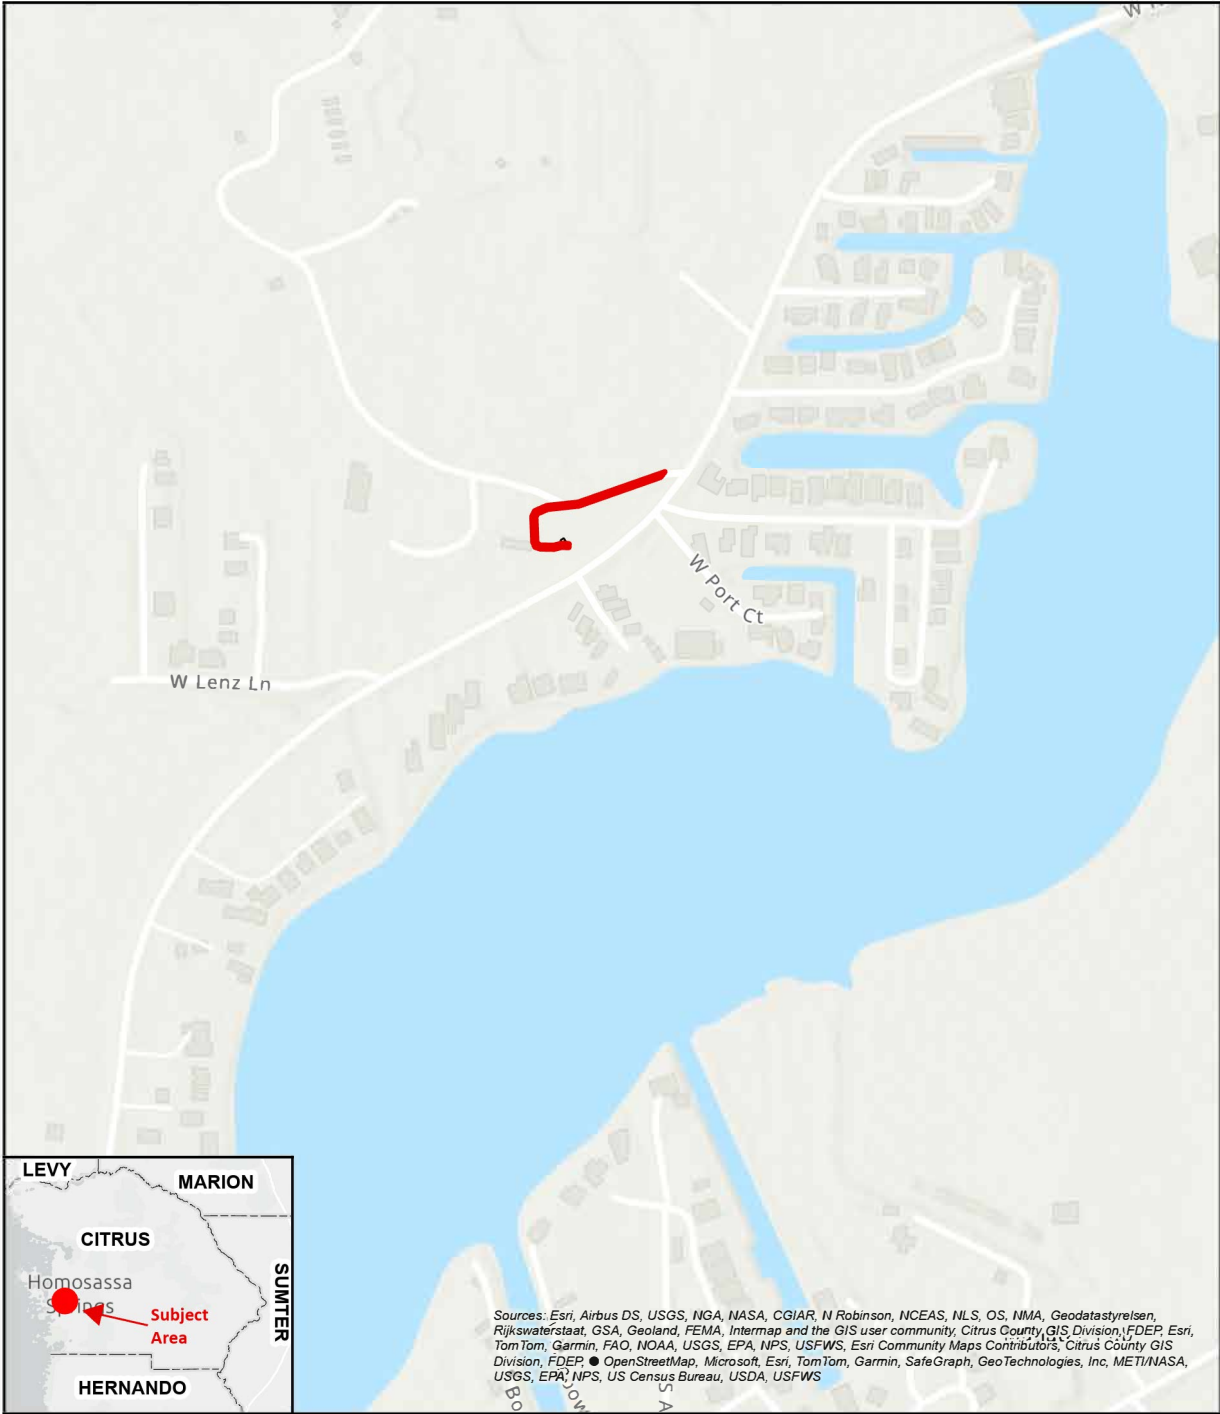 W Port Ct
W Lenz Ln
LEVY
MARION
CITRUS
SUMTER
Homosassa
Springs
Subject
Area
HERNANDO
Sources: Esri, Airbus DS, USGS, NGA, NASA, CGIAR, N Robinson, NCEAS, NLS, OS, NMA, Geodatastyrelsen,
Rijkswaterstaat, GSA, Geoland, FEMA, Intermap and the GIS user community, Citrus County GIS Division, FDEP, Esri,
TomTom, Garmin, FAO, NOAA, USGS, EPA, NPS, USFWS, Esri Community Maps Contributors, Citrus County GIS
Division, FDEP, ● OpenStreetMap, Microsoft, Esri, TomTom, Garmin, SafeGraph, GeoTechnologies, Inc, METI/NASA,
USGS, EPA, NPS, US Census Bureau, USDA, USFWS